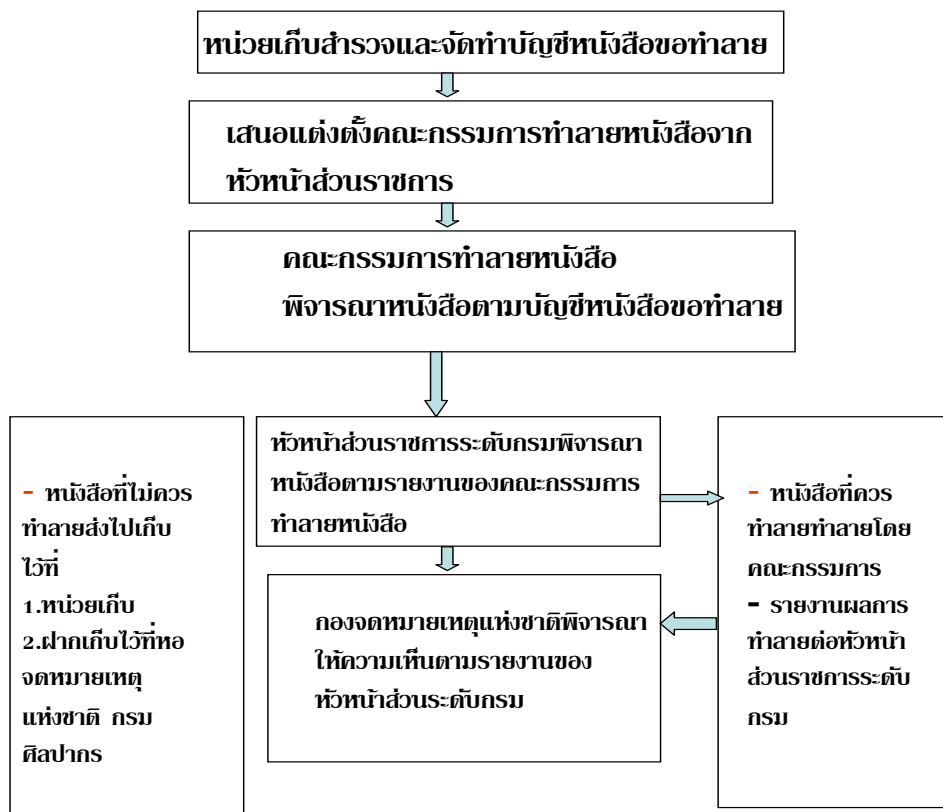 หน่วยเก็บสำรวจและจัดทำบัญชีหนังสือขอทำลาย
เสนอแต่งตั้งคณะกรรมการทำลายหนังสือจาก
หัวหน้าส่วนราชการ
คณะกรรมการทำลายหนังสือ
พิจารณาหนังสือตามบัญชีหนังสือขอทำลาย
- หนังสือที่ไม่ควร
ทำลายส่งไปเก็บ
ไว้ที่
1.หน่วยเก็บ
2.ฝากเก็บไว้ที่หอ
จดหมายเหตุ
แห่งชาติ กรม
ศิลปากร
หัวหน้าส่วนราชการระดับกรมพิจารณา
หนังสือตามรายงานของคณะกรรมการ
ทำลายหนังสือ
กองจดหมายเหตุแห่งชาติพิจารณา
ให้ความเห็นตามรายงานของ
หัวหน้าส่วนระดับกรม
- หนังสือที่ควร
ทำลายทำลายโดย
คณะกรรมการ
- รายงานผลการ
ทำลายต่อหัวหน้า
ส่วนราชการระดับ
กรม